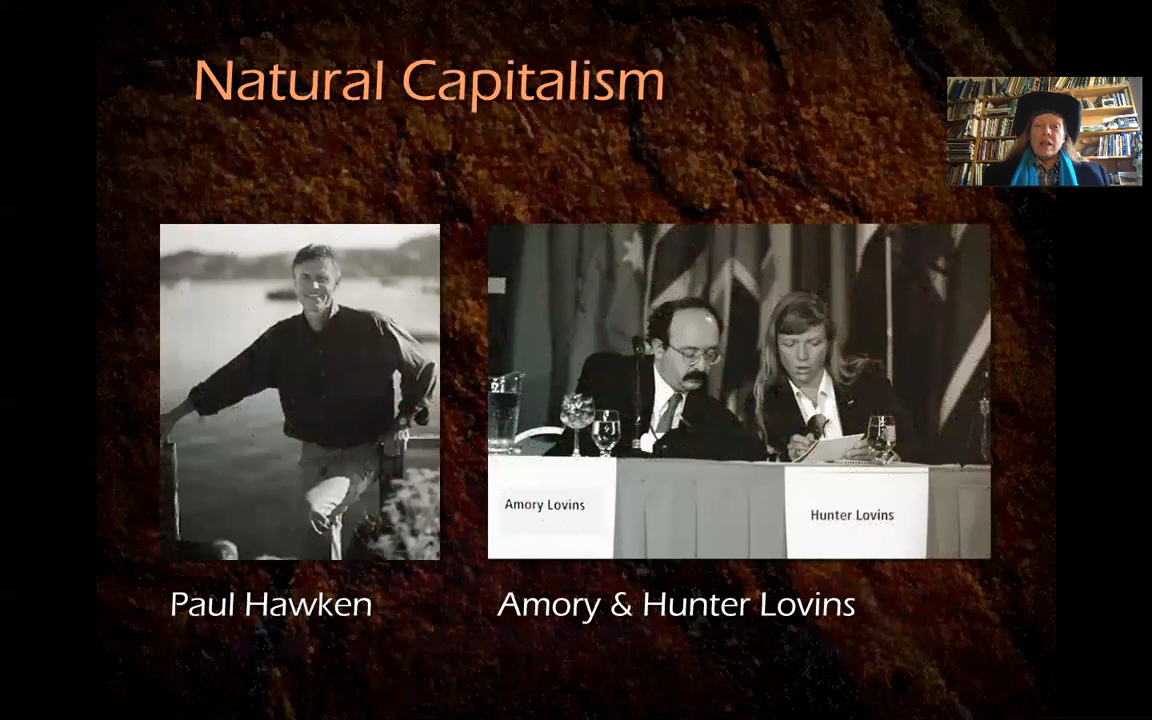 Natural Capitalism
Amory Lovins
Hunter Lovins
Paul Hawken
Amory & Hunter Lovins